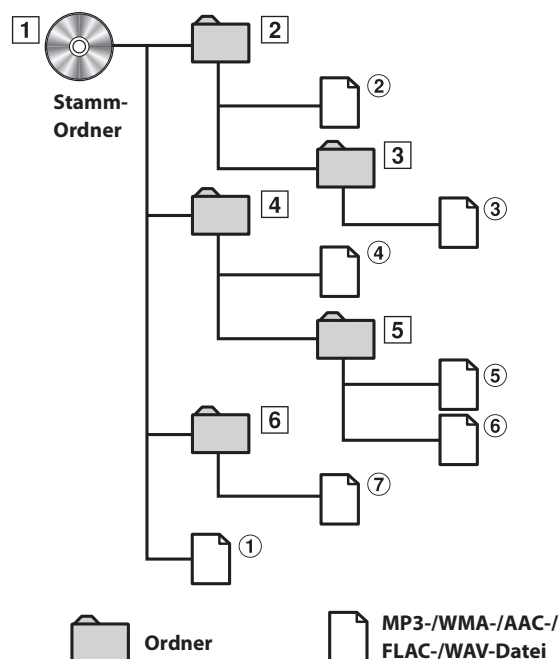 1
2
Stamm-
Ordner
②
3
③
4
④
5
⑤
⑥
6
⑦
①
Ordner
MP3-/WMA-/AAC-/
FLAC-/WAV-Datei